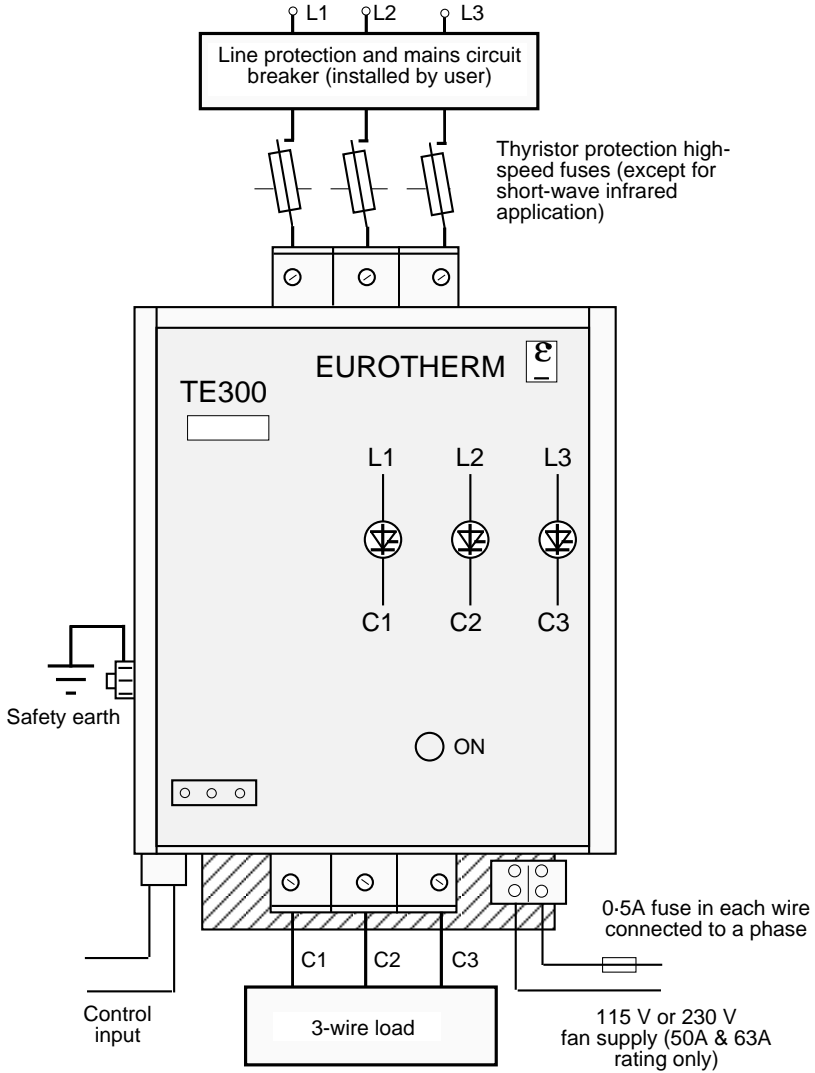 L1
L2
L3
Line protection and mains circuit
breaker (installed by user)
Thyristor protection high-
speed fuses (except for
short-wave infrared
application)
EUROTHERM
ε
TE300
L1
L2
L3
C1
C2
C3
Safety earth
ON
0·5A fuse in each wire
connected to a phase
C1
C2
C3
Control
input
3-wire load
115 V or 230 V
fan supply (50A & 63A
rating only)